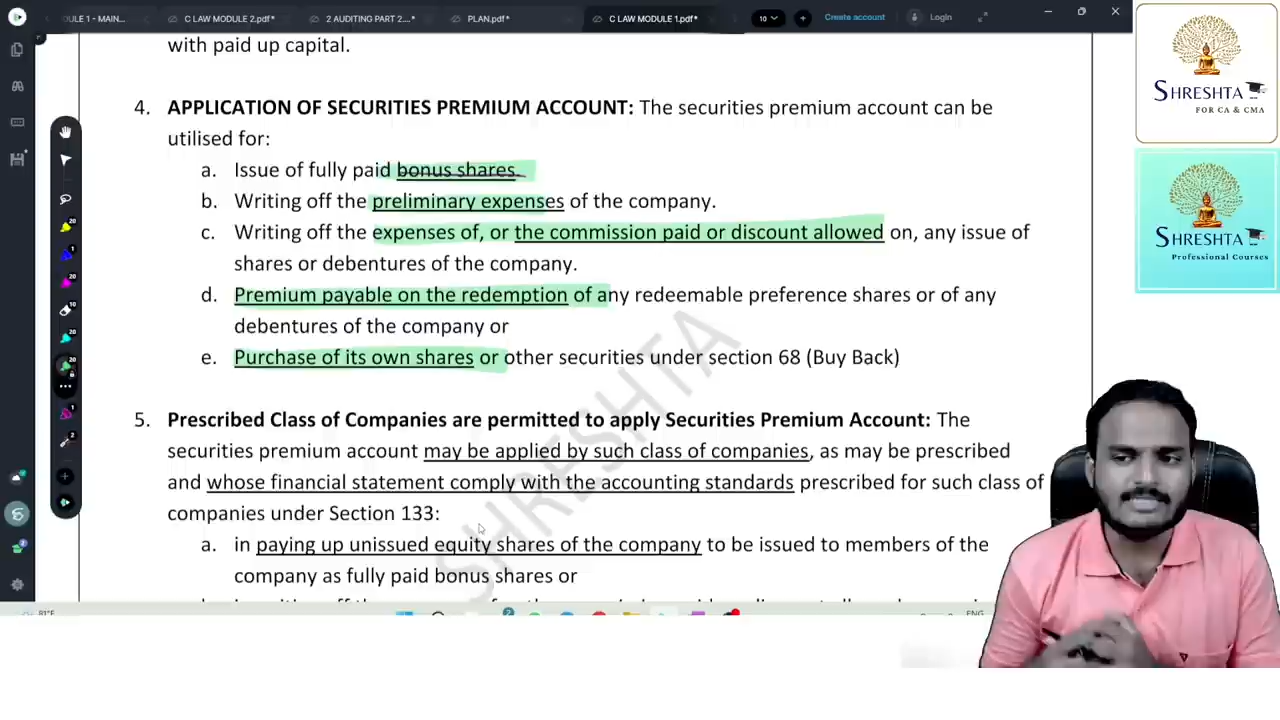 ULE 1 - MAIN...
C LAW MODULE 2.pdf*
2 AUDITING PART 2....*
PLAN.pdf*
C LAW MODULE 1.pdf*
10
Create account
Login
with paid up capital.
4. APPLICATION OF SECURITIES PREMIUM ACCOUNT: The securities premium account can be
utilised for:
a. Issue of fully paid bonus shares.
b. Writing off the preliminary expenses of the company.
c. Writing off the expenses of, or the commission paid or discount allowed on, any issue of
shares or debentures of the company.
d. Premium payable on the redemption of any redeemable preference shares or of any
debentures of the company or
e. Purchase of its own shares or other securities under section 68 (Buy Back)
5. Prescribed Class of Companies are permitted to apply Securities Premium Account: The
securities premium account may be applied by such class of companies, as may be prescribed
and whose financial statement comply with the accounting standards prescribed for such class of
companies under Section 133:
a. in paying up unissued equity shares of the company to be issued to members of the
company as fully paid bonus shares or
SHRESHTA
ENG
SHRESHTA
FOR CA & CMA
SHRESHTA
Professional Courses